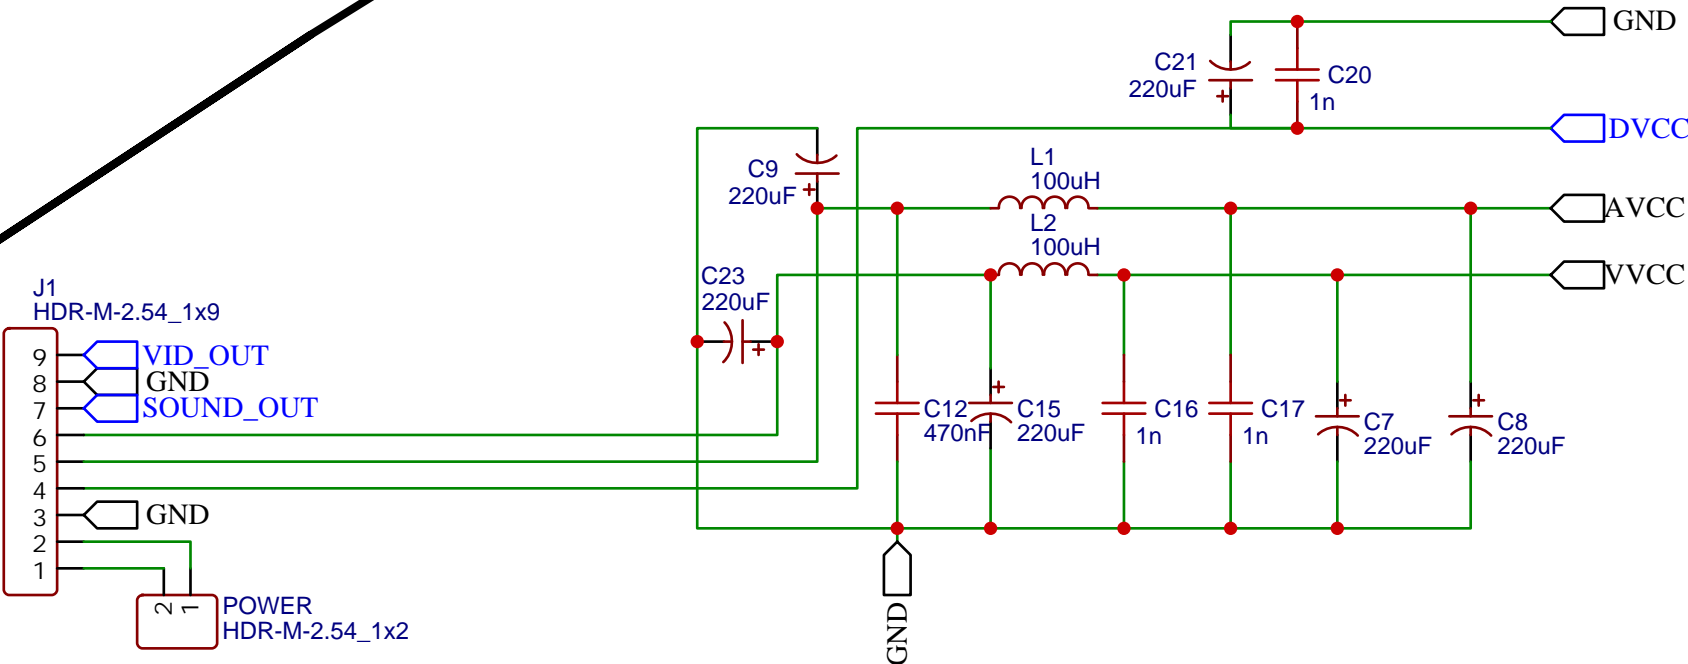 GND
C21
220uF
C20
1n
DVCC
C9
220uF
L1
100uH
AVCC
L2
100uH
C23
220uF
VVCC
J1
HDR-M-2.54_1x9
9
VID_OUT
8
GND
7
SOUND_OUT
6
5
4
3
GND
2
1
C12
470nF
C15
220uF
C16
1n
C17
1n
C7
220uF
C8
220uF
2
1
POWER
HDR-M-2.54_1x2
GND